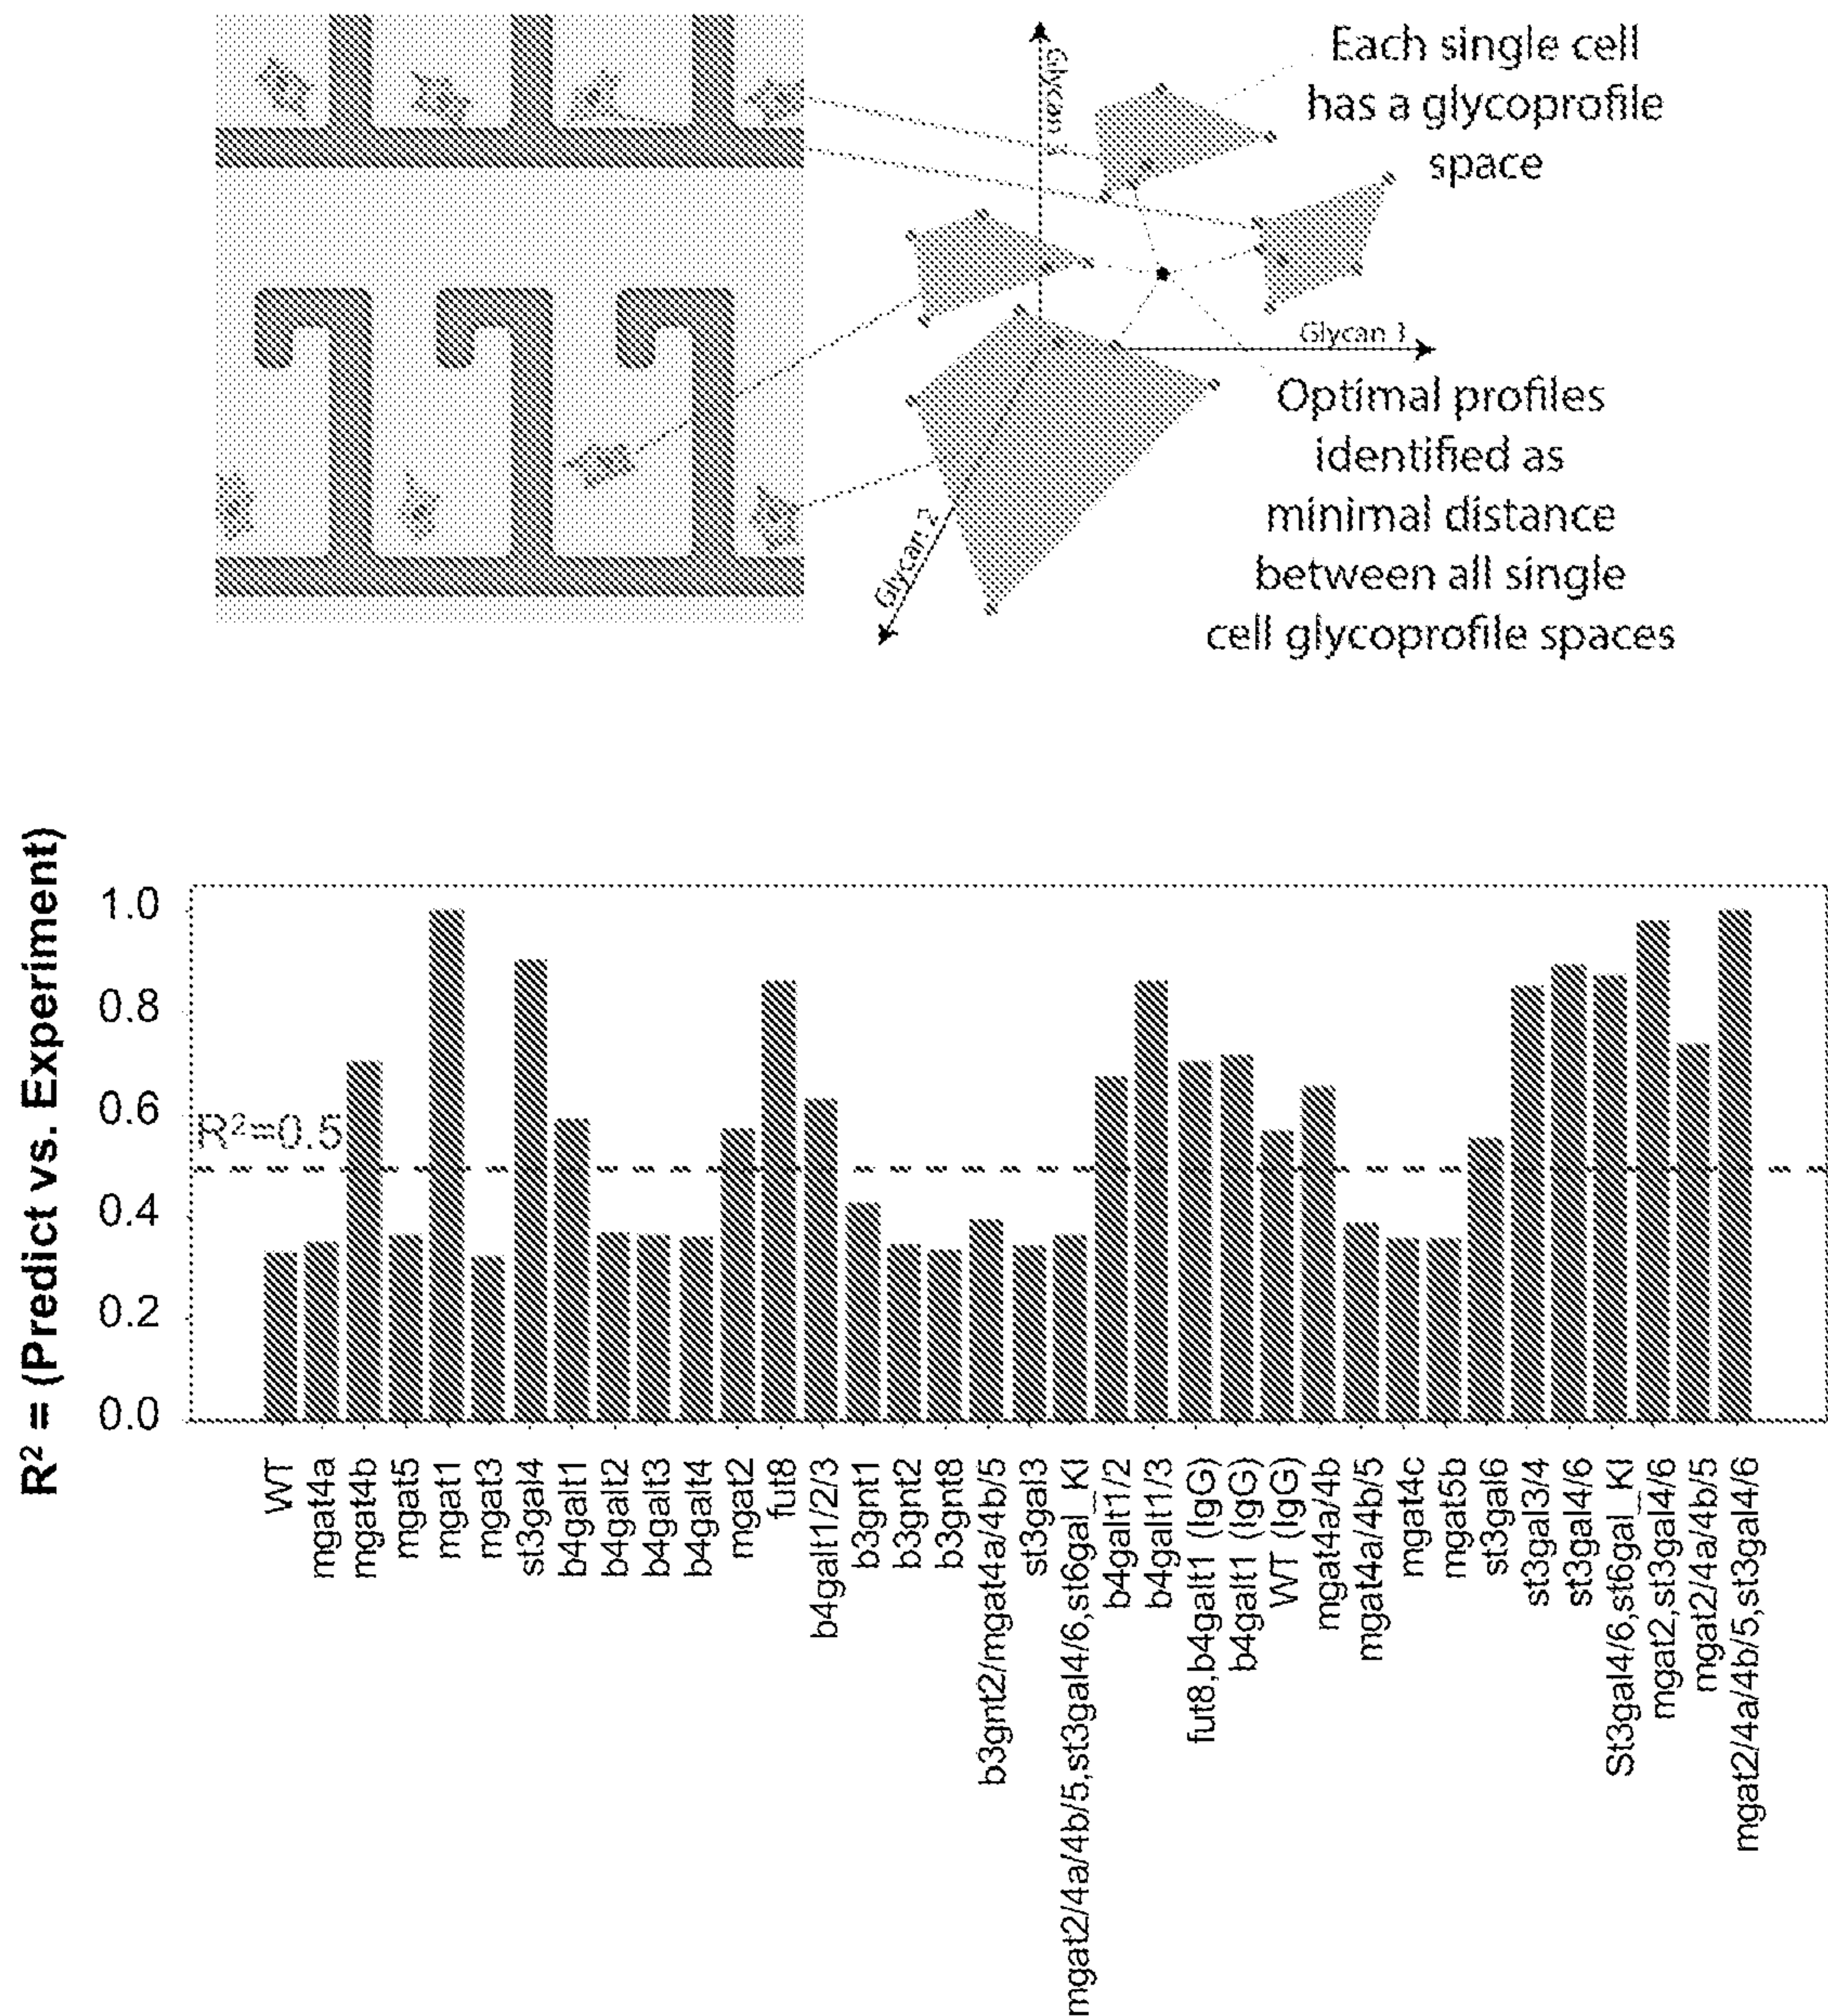 Each single cell
has a glycoprofile
space
Glycan 3
Glycan 1
Glycan 2
Optimal profiles
identified as
minimal distance
between all single
cell glycoprofile spaces
R² = (Predict vs. Experiment)
1.0
0.8
0.6
0.4
0.2
0.0
R²=0.5
WT
mgat4a
mgat4b
mgat5
mgat1
mgat3
st3gal4
b4galt1
b4galt2
b4galt3
b4galt4
mgat2
fut8
b4galt1/2/3
b3gnt1
b3gnt2
b3gnt8
b3gnt2/mgat4a/4b/5
st3gal3
mgat2/4a/4b/5,st3gal4/6,st6gal_KI
b4galt1/2
b4galt1/3
fut8,b4galt1 (IgG)
b4galt1 (IgG)
WT (IgG)
mgat4a/4b
mgat4a/4b/5
mgat4c
mgat5b
st3gal6
st3gal3/4
st3gal4/6
St3gal4/6,st6gal_KI
mgat2,st3gal4/6
mgat2/4a/4b/5
mgat2/4a/4b/5,st3gal4/6